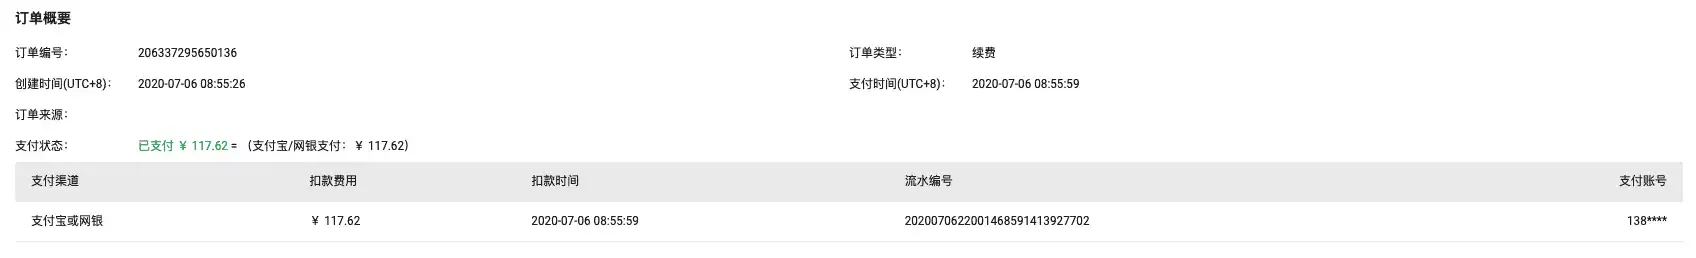 订单概要
订单编号： 206337295650136 订单类型： 续费
创建时间(UTC+8)： 2020-07-06 08:55:26 支付时间(UTC+8)： 2020-07-06 08:55:59
订单来源：
支付状态： 已支付 ¥ 117.62 = （支付宝/网银支付：¥ 117.62）
支付渠道 扣款费用 扣款时间 流水编号 支付账号
支付宝或网银 ¥ 117.62 2020-07-06 08:55:59 2020070622001468591413927702 138****